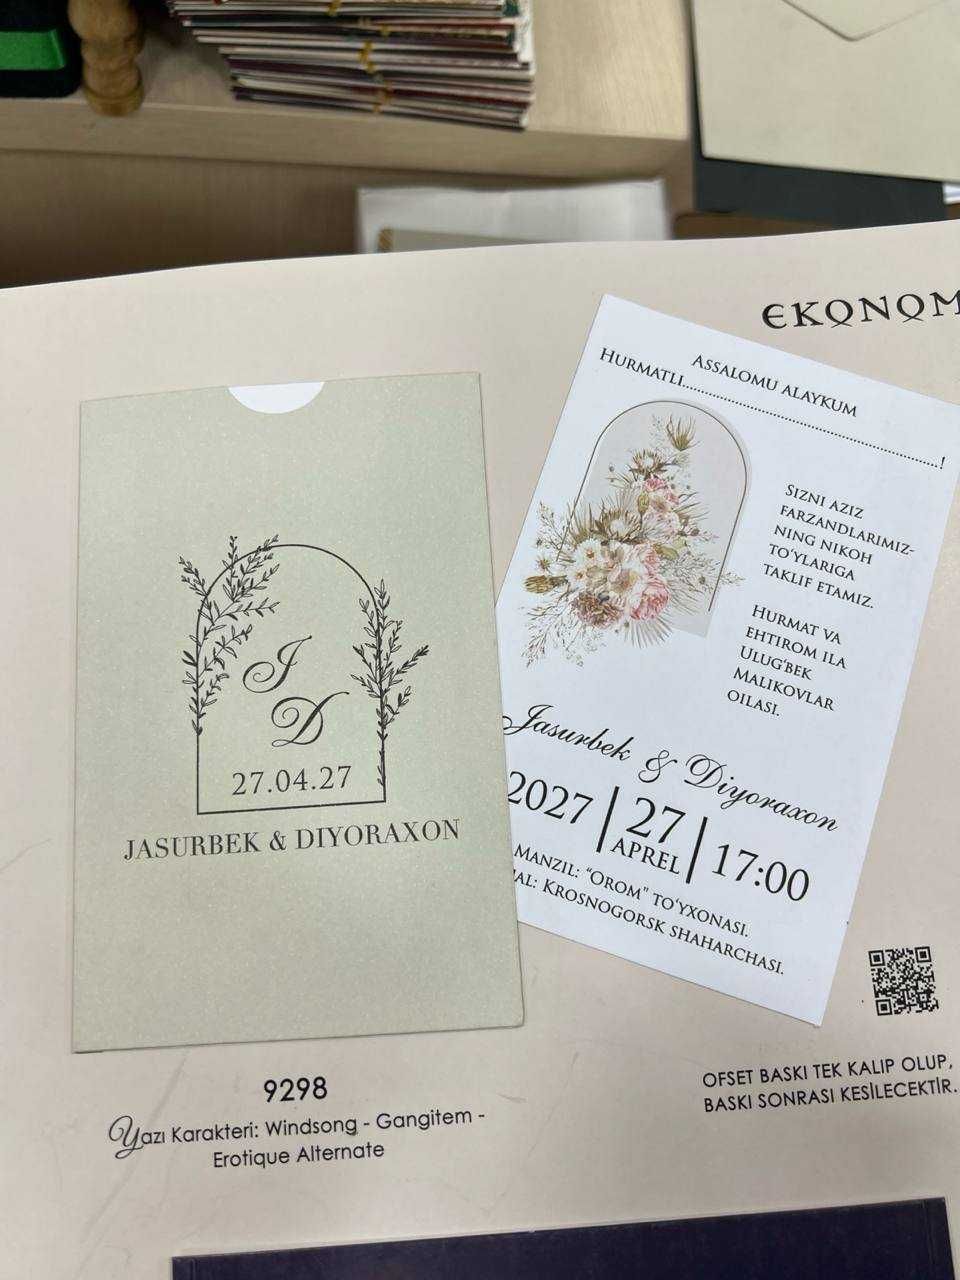 EKONOM
ASSALOMU ALAYKUM
HURMATLI.......................................................!
SIZNI AZIZ
FARZANDLARIMIZ-
NING NIKOH
TO'YLARIGA
TAKLIF ETAMIZ.
HURMAT VA
EHTIROM ILA
ULUG'BEK
MALIKOVLAR
OILASI.
Jasurbek & Diyoraxon
2027 | 27 APREL | 17:00
MANZIL: "OROM" TO'YXONASI.
KROSNOGORSK SHAHARCHASI.
J
D
27.04.27
JASURBEK & DIYORAXON
9298
Yazı Karakteri: Windsong - Gangitem -
Erotique Alternate
OFSET BASKI TEK KALIP OLUP,
BASKI SONRASI KESİLECEKTİR.